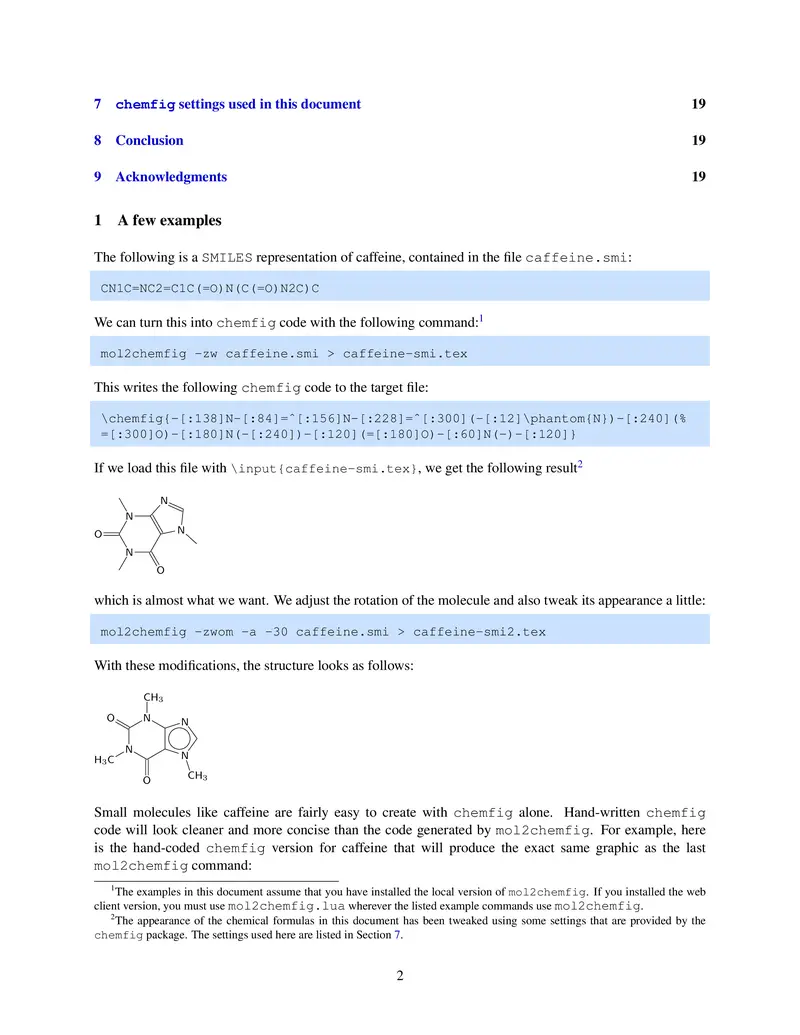 7 chemfig settings used in this document 19
8 Conclusion 19
9 Acknowledgments 19
1 A few examples
The following is a SMILES representation of caffeine, contained in the file caffeine.smi:
CN1C=NC2=C1C(=O)N(C(=O)N2C)C
We can turn this into chemfig code with the following command:1
mol2chemfig -zw caffeine.smi > caffeine-smi.tex
This writes the following chemfig code to the target file:
\chemfig{-[:138]N-[:84]=^[:156]N-[:228]=^[:300](-[:12]\phantom{N})-[:240](%
=[:300]O)-[:180]N(-[:240])-[:120](=[:180]O)-[:60]N(-)-[:120]}
If we load this file with \input{caffeine-smi.tex}, we get the following result2
N
N
N
O
N
O
which is almost what we want. We adjust the rotation of the molecule and also tweak its appearance a little:
mol2chemfig -zwom -a -30 caffeine.smi > caffeine-smi2.tex
With these modifications, the structure looks as follows:
CH3
O N N
N
N
H3C
O
CH3
Small molecules like caffeine are fairly easy to create with chemfig alone. Hand-written chemfig
code will look cleaner and more concise than the code generated by mol2chemfig. For example, here
is the hand-coded chemfig version for caffeine that will produce the exact same graphic as the last
mol2chemfig command:
1The examples in this document assume that you have installed the local version of mol2chemfig. If you installed the web
client version, you must use mol2chemfig.lua wherever the listed example commands use mol2chemfig.
2The appearance of the chemical formulas in this document has been tweaked using some settings that are provided by the
chemfig package. The settings used here are listed in Section 7.
2